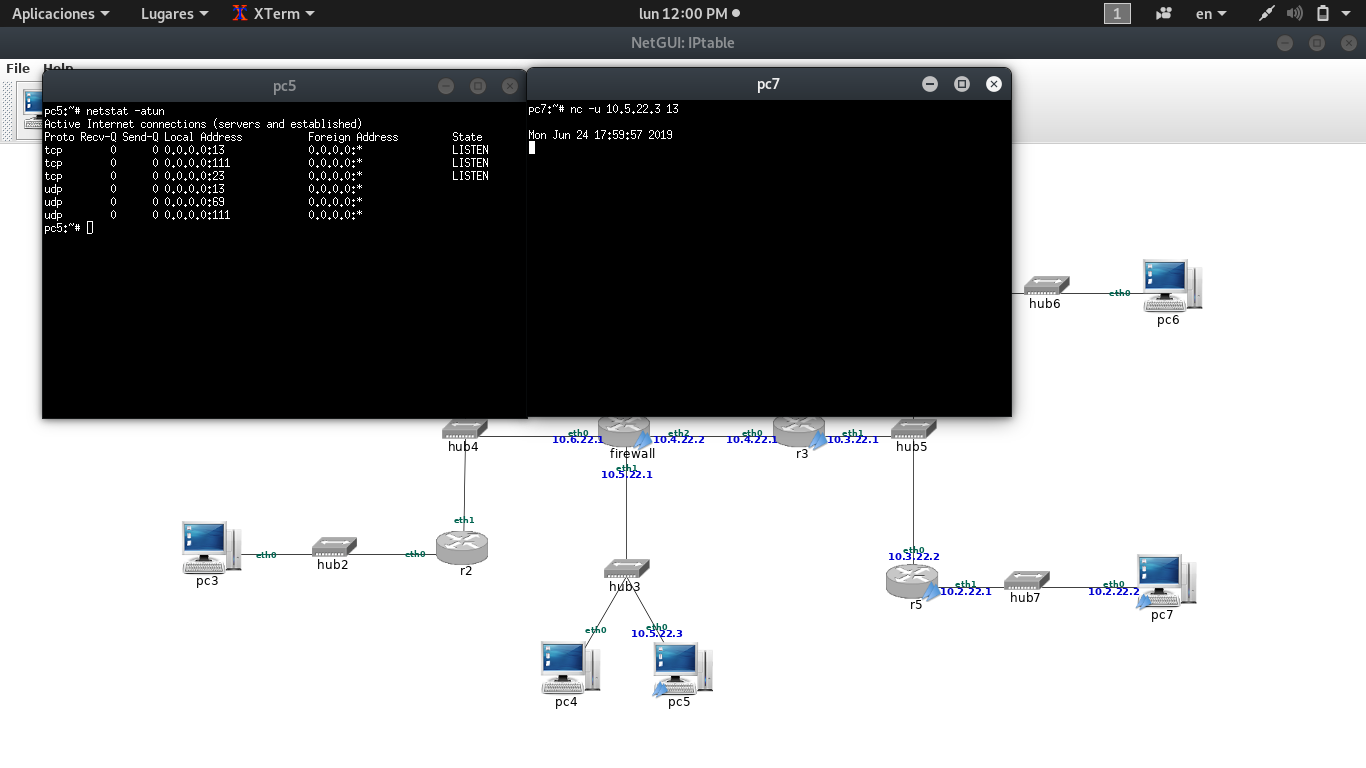 Aplicaciones Lugares XTerm lun 12:00 PM 1 en
NetGUI: IPtable
File Help
pc5
pc5:~# netstat -atun
Active Internet connections (servers and established)
Proto Recv-Q Send-Q Local Address Foreign Address State
tcp 0 0 0.0.0.0:13 0.0.0.0:* LISTEN
tcp 0 0 0.0.0.0:111 0.0.0.0:* LISTEN
tcp 0 0 0.0.0.0:23 0.0.0.0:* LISTEN
udp 0 0 0.0.0.0:13 0.0.0.0:*
udp 0 0 0.0.0.0:69 0.0.0.0:*
udp 0 0 0.0.0.0:111 0.0.0.0:*
pc5:~#
pc7
pc7:~# nc -u 10.5.22.3 13
Mon Jun 24 17:59:57 2019
eth0
hub6
pc6
eth0 eth2 eth0 eth1
10.6.22.1 10.4.22.2 10.4.22.1 10.3.22.1
hub4 firewall r3 hub5
eth1
10.5.22.1
eth1
eth0 eth0
pc3 hub2 r2
eth0
10.3.22.2
hub3
eth1 eth0
10.2.22.1 10.2.22.2
r5 hub7 pc7
eth0 eth0
10.5.22.3
pc4 pc5